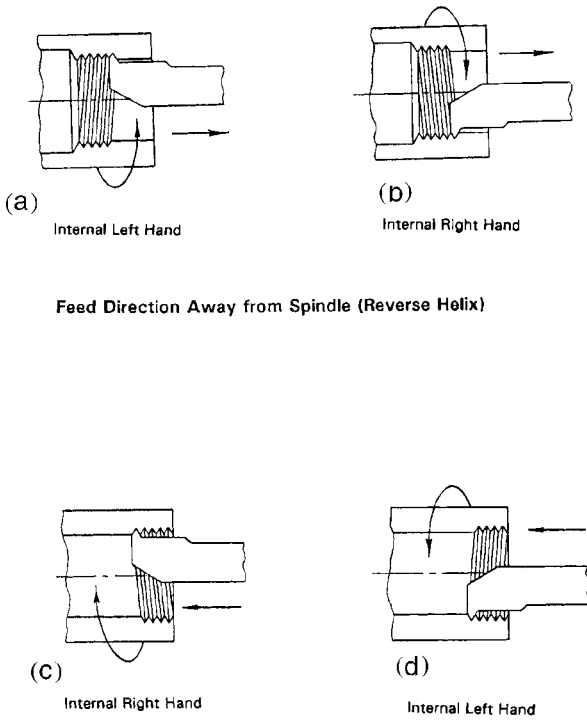 (a)
Internal Left Hand
(b)
Internal Right Hand
Feed Direction Away from Spindle (Reverse Helix)
(c)
Internal Right Hand
(d)
Internal Left Hand